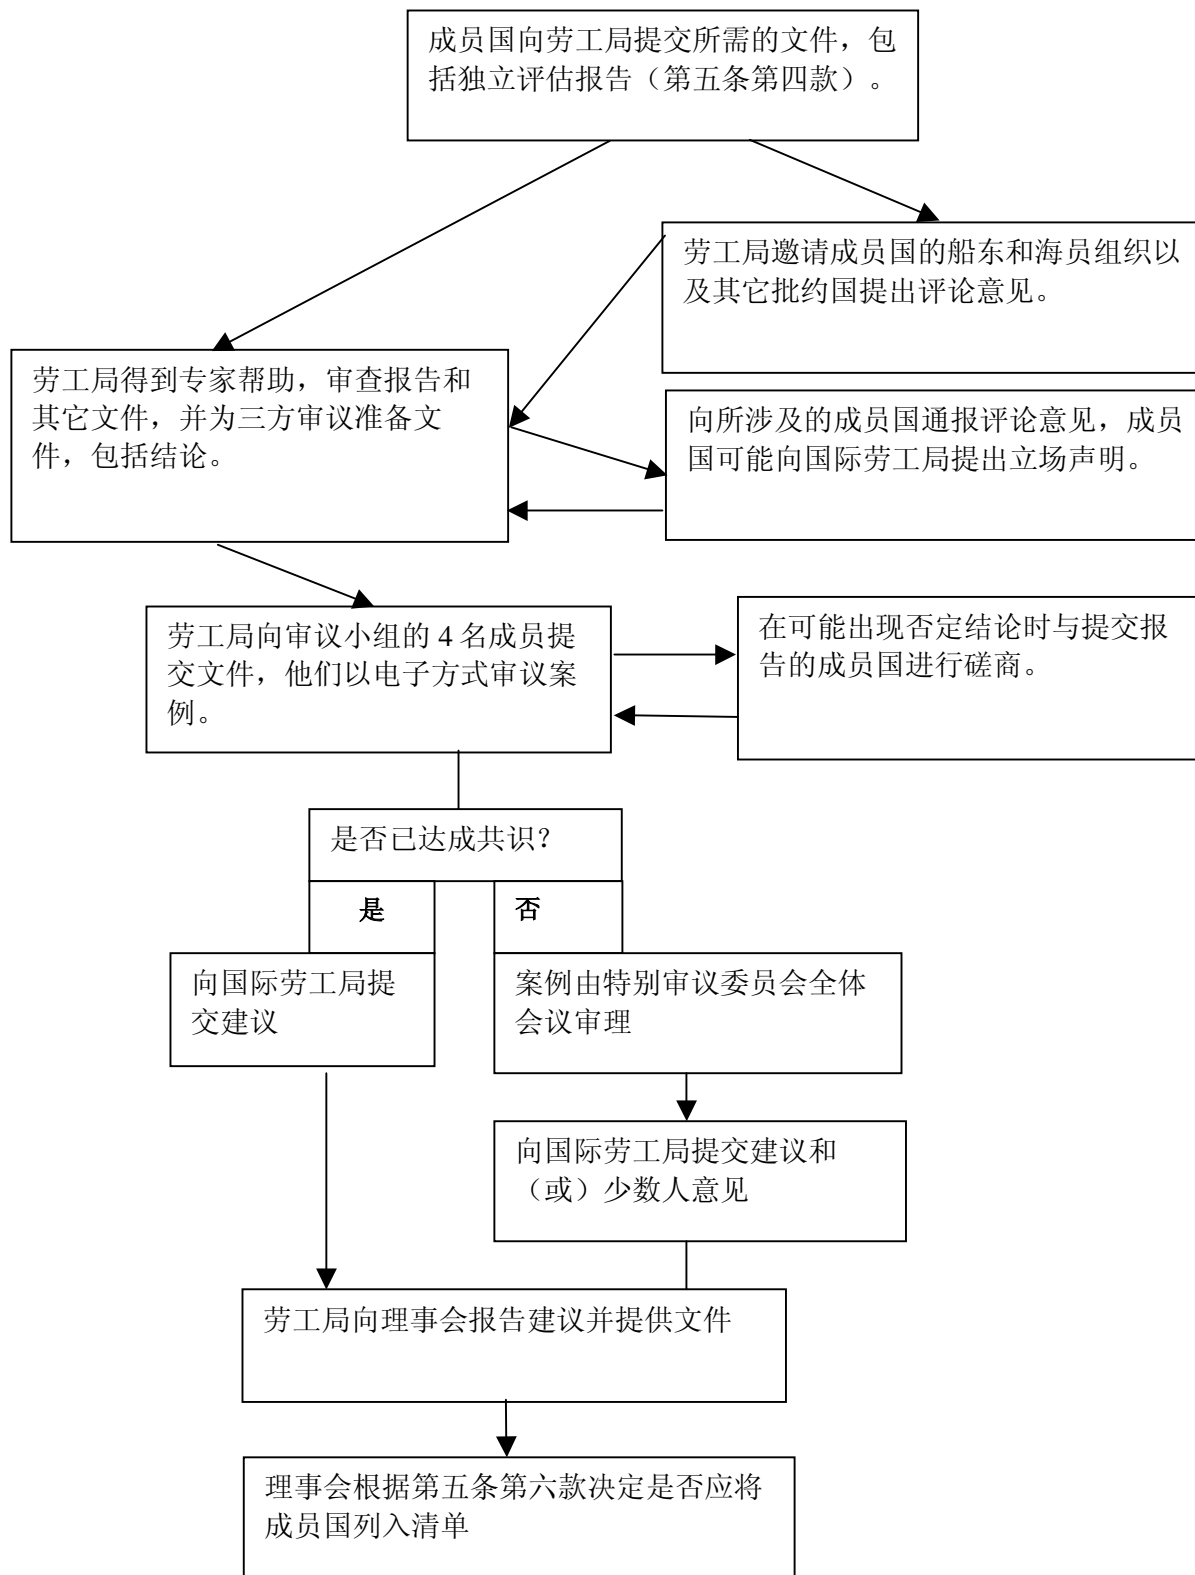 成员国向劳工局提交所需的文件，包
括独立评估报告（第五条第四款）。
劳工局邀请成员国的船东和海员组织以
及其它批约国提出评论意见。
劳工局得到专家帮助，审查报告和
其它文件，并为三方审议准备文
件，包括结论。
向所涉及的成员国通报评论意见，成员
国可能向国际劳工局提出立场声明。
劳工局向审议小组的 4 名成员提
交文件，他们以电子方式审议案
例。
在可能出现否定结论时与提交报
告的成员国进行磋商。
是否已达成共识？
是
否
向国际劳工局提
交建议
案例由特别审议委员会全体
会议审理
向国际劳工局提交建议和
（或）少数人意见
劳工局向理事会报告建议并提供文件
理事会根据第五条第六款决定是否应将
成员国列入清单